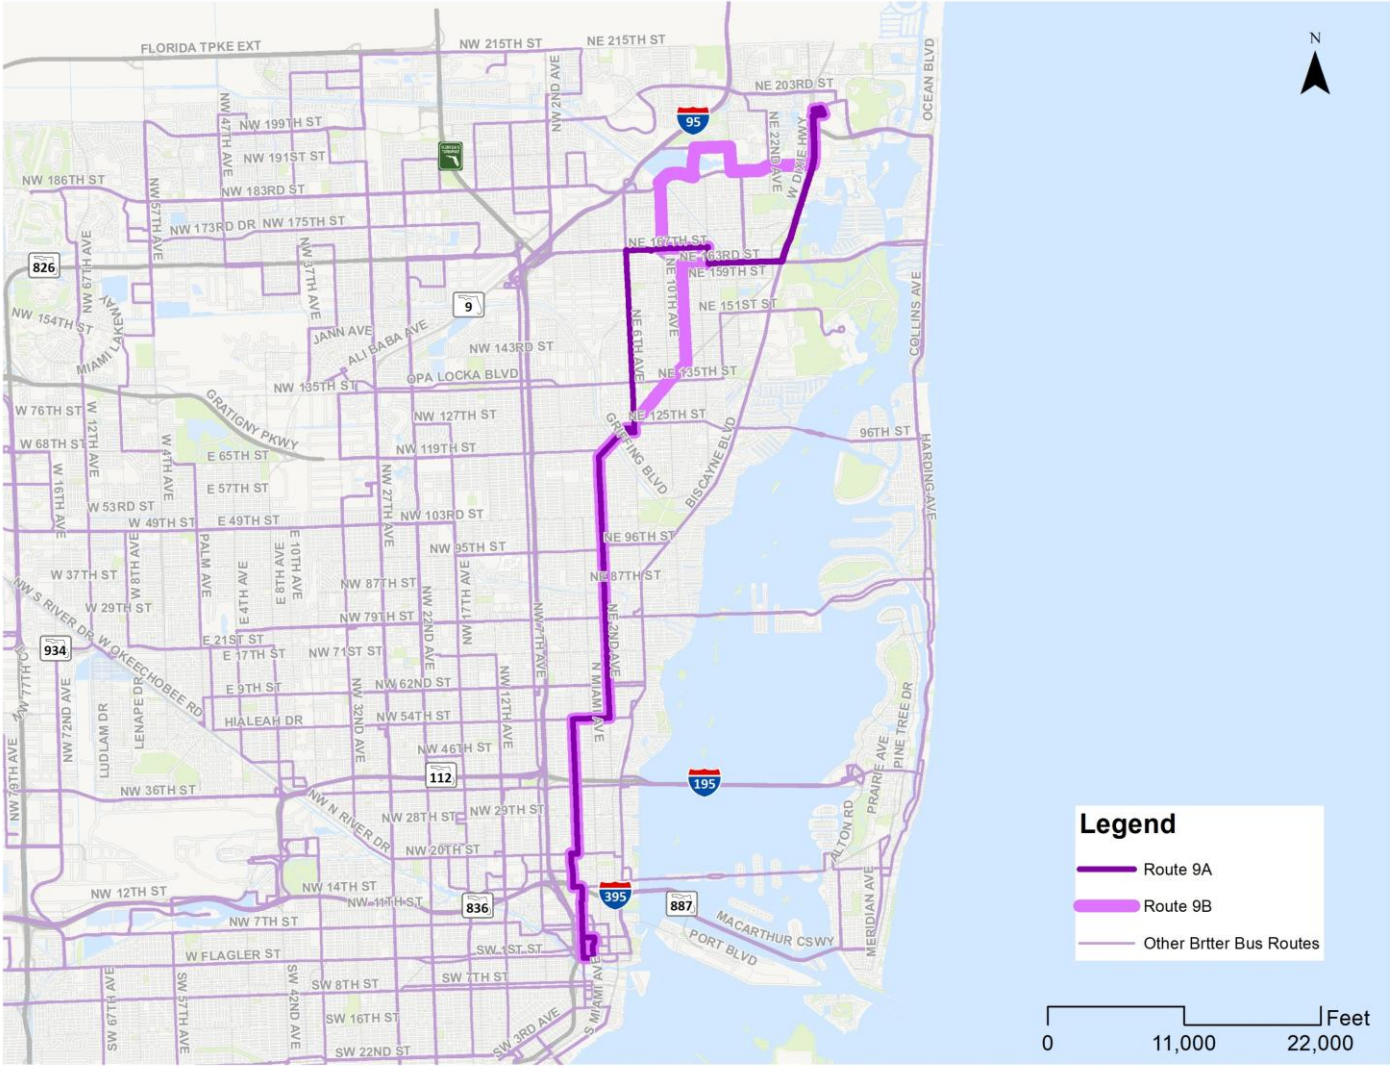 N
FLORIDA TPKE EXT
NW 215TH ST
NE 215TH ST
NW 2ND AVE
OCEAN BLVD
NE 203RD ST
95
NW 47TH AVE
NW 199TH ST
NE 22ND AVE
W DIXIE HWY
NW 191ST ST
NW 186TH ST
NW 57TH AVE
NW 183RD ST
NW 173RD DR
NW 175TH ST
NW 67TH AVE
NW 37TH AVE
NE 167TH ST
NE 163RD ST
NE 159TH ST
826
NE 10TH AVE
COLLINS AVE
9
NE 151ST ST
NW 154TH ST
MIAMI LAKEWAY
JANN AVE
ALI BABA AVE
NE 6TH AVE
NW 143RD ST
NE 135TH ST
OPA LOCKA BLVD
NW 135TH ST
GRATIGNY PKWY
W 76TH ST
W 12TH AVE
NW 127TH ST
NE 125TH ST
GRIFFING BLVD
BISCAYNE BLVD
96TH ST
HARDING AVE
W 68TH ST
W 4TH AVE
NW 119TH ST
E 65TH ST
W 16TH AVE
E 57TH ST
NW 27TH AVE
W 53RD ST
NW 103RD ST
W 49TH ST
E 49TH ST
NE 96TH ST
W 8TH AVE
PALM AVE
E 8TH AVE
E 10TH AVE
NW 95TH ST
W 37TH ST
E 4TH AVE
NW 87TH ST
NE 87TH ST
NW 22ND AVE
NW 17TH AVE
NW 7TH AVE
NE 2ND AVE
NW S RIVER DR
W OKEECHOBEE RD
W 29TH ST
NW 79TH ST
E 21ST ST
934
E 17TH ST
NW 71ST ST
NW 77TH CT
NW 72ND AVE
LUDLAM DR
LENAPE DR
E 9TH ST
NW 32ND AVE
NW 62ND ST
NW 12TH AVE
N MIAMI AVE
PINE TREE DR
HIALEAH DR
NW 54TH ST
NW 79TH AVE
NW 46TH ST
PRAIRIE AVE
112
195
NW 36TH ST
NW N RIVER DR
NW 28TH ST
NW 29TH ST
ALTON RD
NW 20TH ST
NW 12TH ST
NW 14TH ST
NW 11TH ST
836
395
887
MERIDIAN AVE
NW 7TH ST
MACARTHUR CSWY
PORT BLVD
W FLAGLER ST
SW 1ST ST
SW 67TH AVE
SW 57TH AVE
SW 42ND AVE
SW 8TH ST
SW 7TH ST
S MIAMI AVE
SW 16TH ST
SW 3RD AVE
SW 22ND ST
Legend
Route 9A
Route 9B
Other Brtter Bus Routes
Feet
0 11,000 22,000